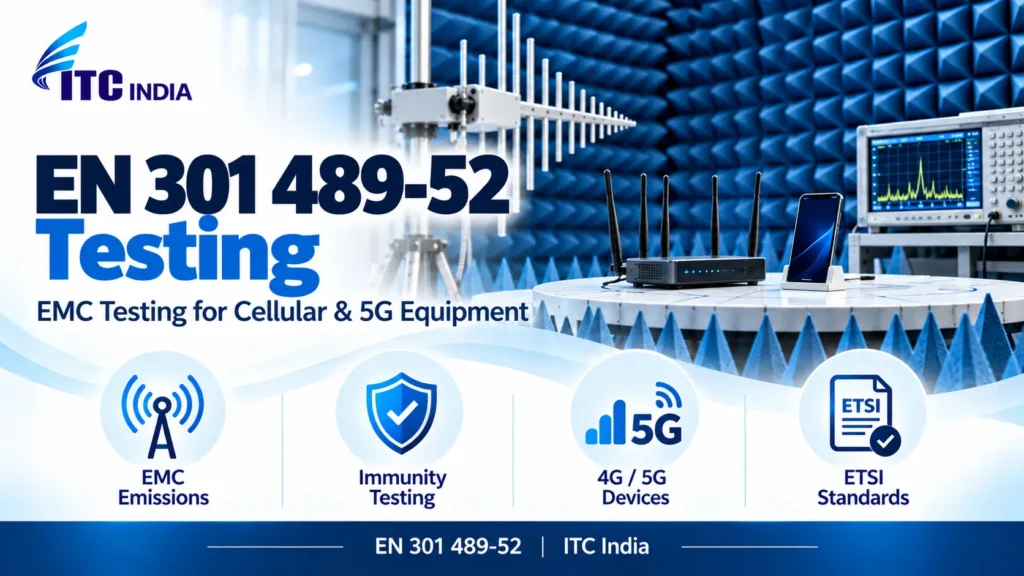 ITC INDIA
EN 301 489-52
Testing
EMC Testing for Cellular & 5G Equipment
EMC
Emissions
Immunity
Testing
5G
4G / 5G
Devices
ETSI
ETSI
Standards
EN 301 489-52 | ITC India